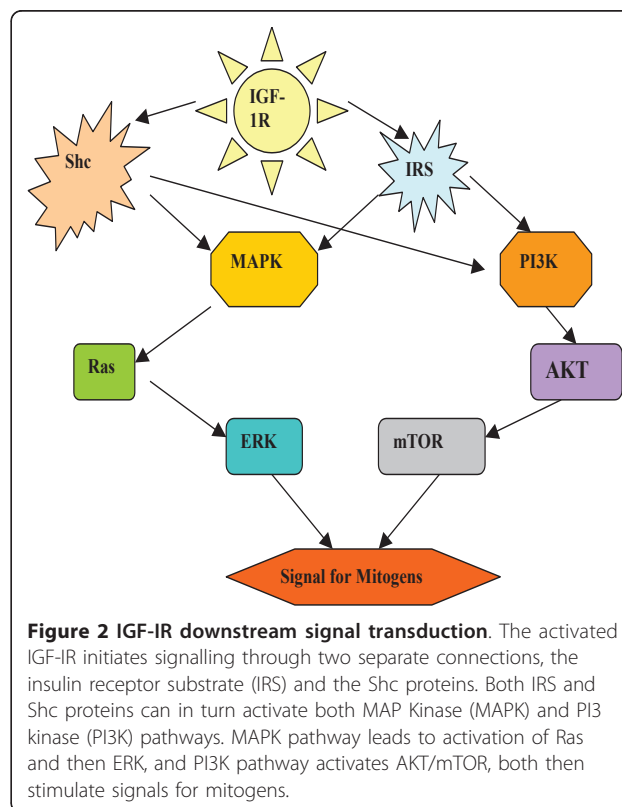 IGF-
1R
Shc
IRS
MAPK
PI3K
Ras
AKT
ERK
mTOR
Signal for Mitogens
Figure 2 IGF-IR downstream signal transduction. The activated
IGF-IR initiates signalling through two separate connections, the
insulin receptor substrate (IRS) and the Shc proteins. Both IRS and
Shc proteins can in turn activate both MAP Kinase (MAPK) and PI3
kinase (PI3K) pathways. MAPK pathway leads to activation of Ras
and then ERK, and PI3K pathway activates AKT/mTOR, both then
stimulate signals for mitogens.